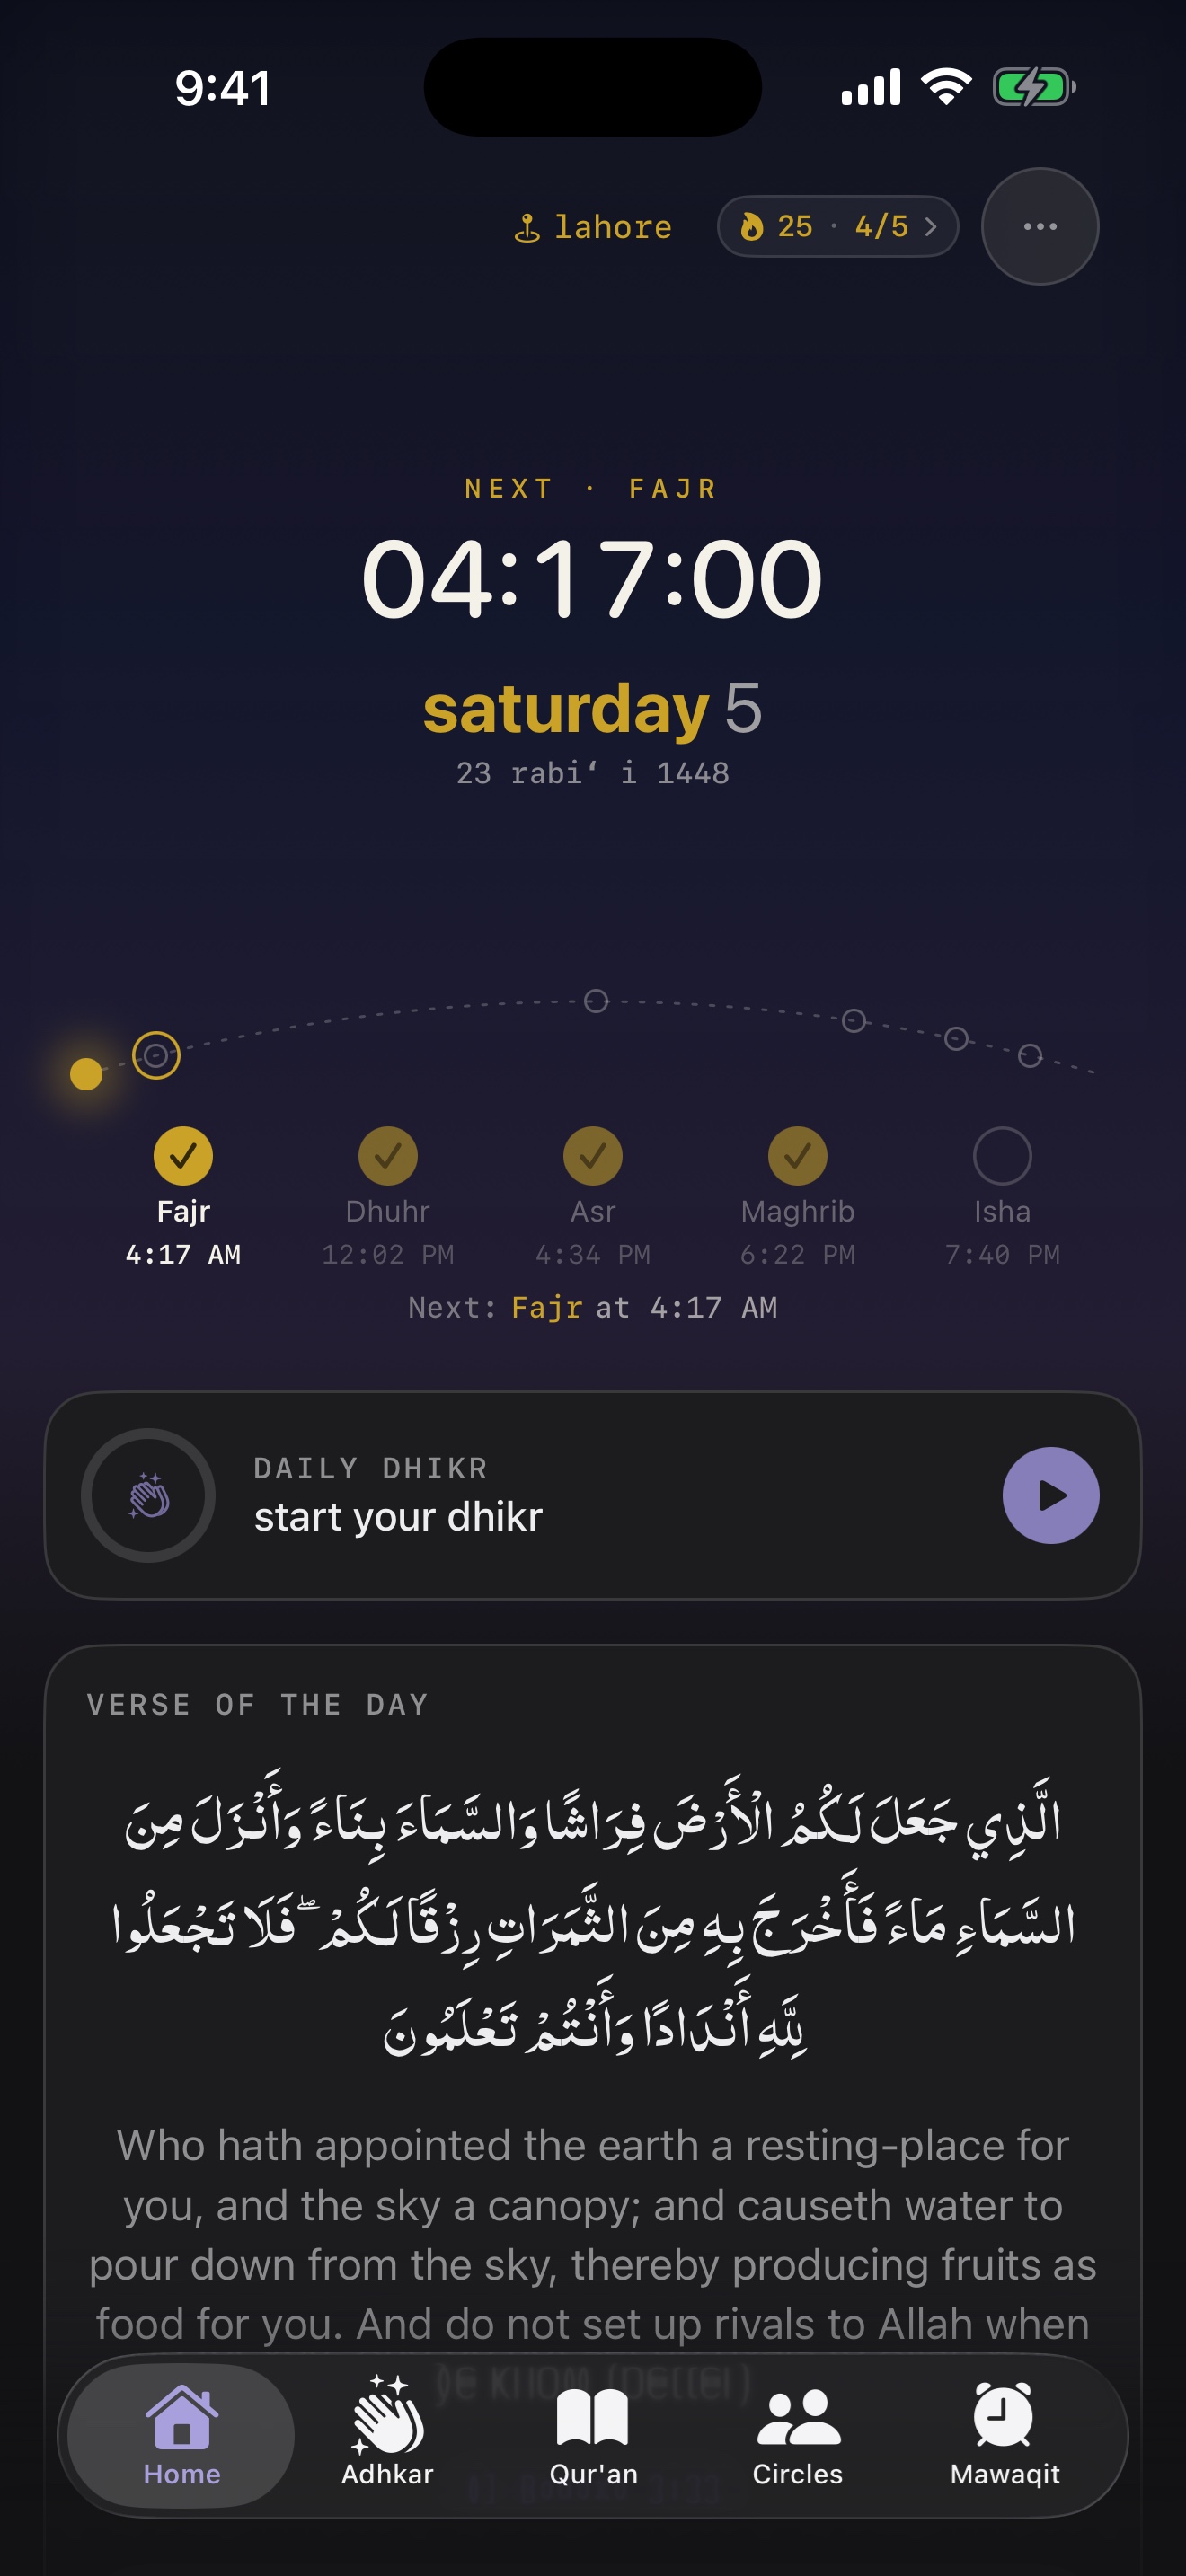 9:41
lahore
25 · 4/5
NEXT · FAJR
04:17:00
saturday 5
23 rabiʻ i 1448
Fajr Dhuhr Asr Maghrib Isha
4:17 AM 12:02 PM 4:34 PM 6:22 PM 7:40 PM
Next: Fajr at 4:17 AM
DAILY DHIKR
start your dhikr
VERSE OF THE DAY
الَّذِي جَعَلَ لَكُمُ الْأَرْضَ فِرَاشًا وَالسَّمَاءَ بِنَاءً وَأَنْزَلَ مِنَ
السَّمَاءِ مَاءً فَأَخْرَجَ بِهِ مِنَ الثَّمَرَاتِ رِزْقًا لَكُمْ ۖ فَلَا تَجْعَلُوا
لِلَّهِ أَنْدَادًا وَأَنْتُمْ تَعْلَمُونَ
Who hath appointed the earth a resting-place for
you, and the sky a canopy; and causeth water to
pour down from the sky, thereby producing fruits as
food for you. And do not set up rivals to Allah when
Home Adhkar Qur'an Circles Mawaqit